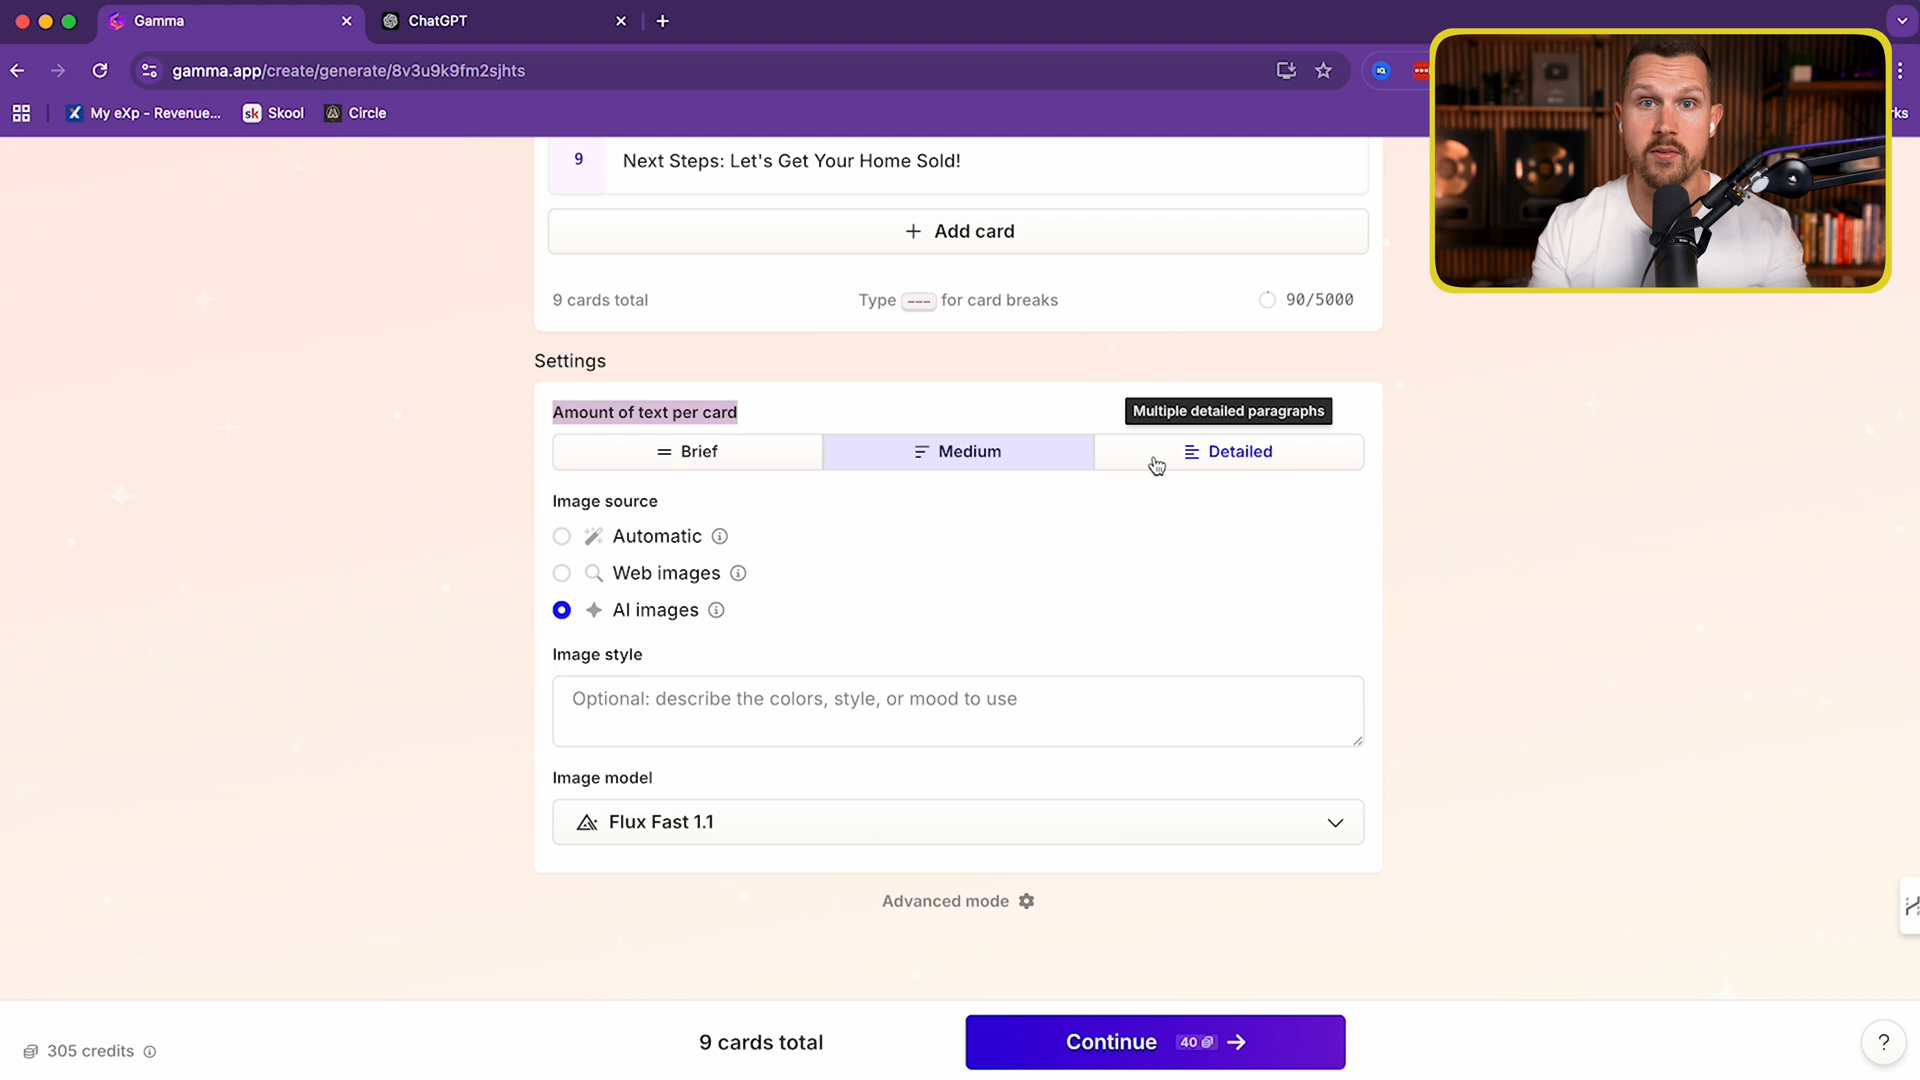 Gamma
ChatGPT
gamma.app/create/generate/8v3u9k9fm2sjhts
My eXp - Revenue...
sk Skool
Circle
rks
9 Next Steps: Let's Get Your Home Sold!
+ Add card
9 cards total
Type --- for card breaks
90/5000
Settings
Amount of text per card
Multiple detailed paragraphs
Brief
Medium
Detailed
Image source
Automatic
Web images
AI images
Image style
Optional: describe the colors, style, or mood to use
Image model
Flux Fast 1.1
Advanced mode
305 credits
9 cards total
Continue 40
?